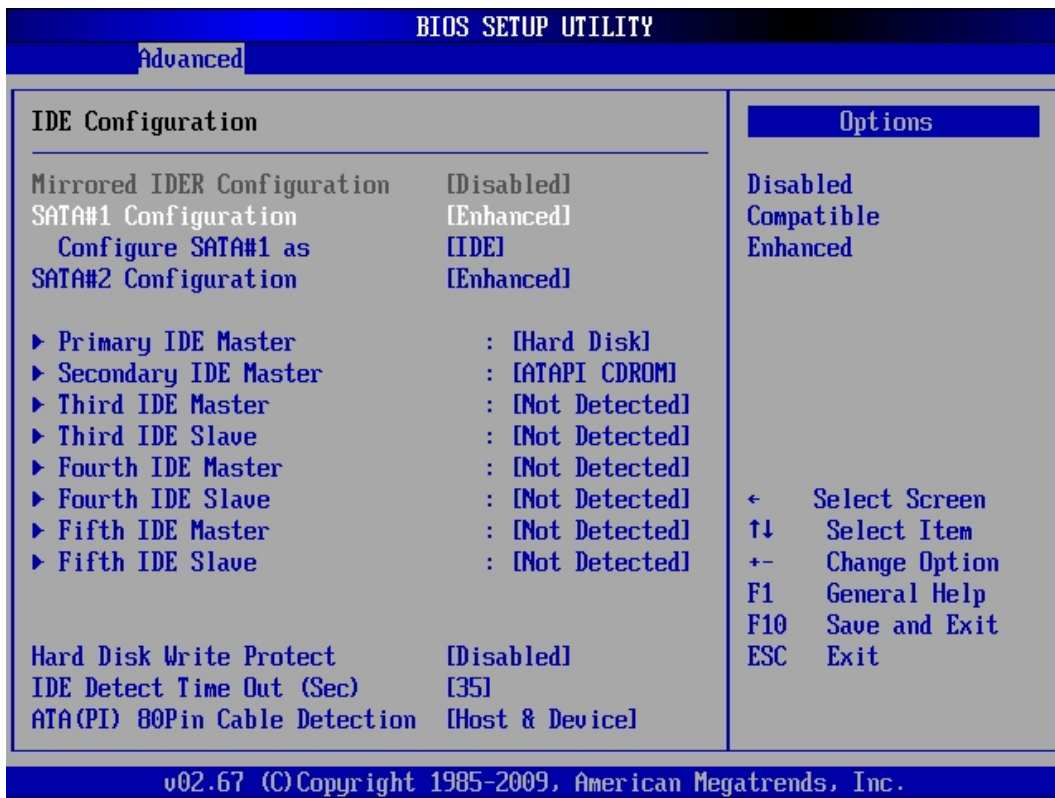 BIOS SETUP UTILITY
Advanced
IDE Configuration
Mirrored IDER Configuration [Disabled]
SATA#1 Configuration [Enhanced]
Configure SATA#1 as [IDE]
SATA#2 Configuration [Enhanced]
Primary IDE Master : [Hard Disk]
Secondary IDE Master : [ATAPI CDROM]
Third IDE Master : [Not Detected]
Third IDE Slave : [Not Detected]
Fourth IDE Master : [Not Detected]
Fourth IDE Slave : [Not Detected]
Fifth IDE Master : [Not Detected]
Fifth IDE Slave : [Not Detected]
Hard Disk Write Protect [Disabled]
IDE Detect Time Out (Sec) [35]
ATA(PI) 80Pin Cable Detection [Host & Device]
Options
Disabled
Compatible
Enhanced
← Select Screen
↑↓ Select Item
+- Change Option
F1 General Help
F10 Save and Exit
ESC Exit
v02.67 (C)Copyright 1985-2009, American Megatrends, Inc.